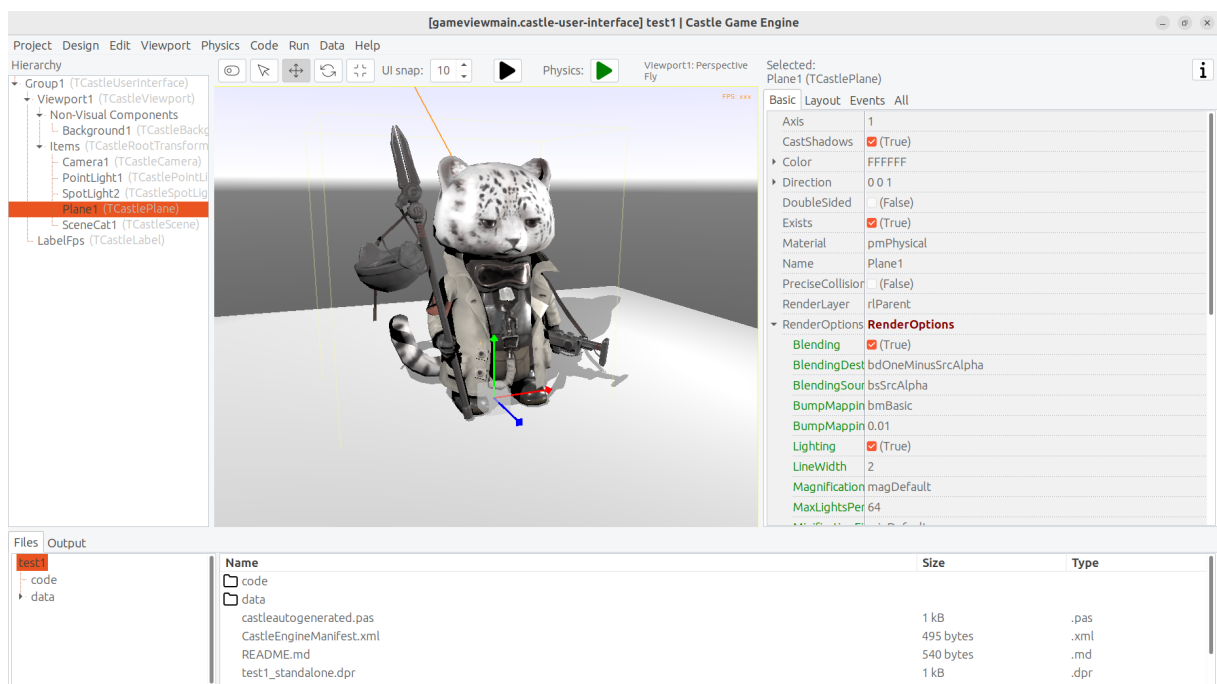 [gameviewmain.castle-user-interface] test1 | Castle Game Engine
Project Design Edit Viewport Physics Code Run Data Help
Hierarchy
Group1 (TCastleUserInterface)
Viewport1 (TCastleViewport)
Non-Visual Components
Background1 (TCastleBackg
Items (TCastleRootTransform
Camera1 (TCastleCamera)
PointLight1 (TCastlePointLi
SpotLight2 (TCastleSpotLig
Plane1 (TCastlePlane)
SceneCat1 (TCastleScene)
LabelFps (TCastleLabel)
UI snap: 10
Physics:
Viewport1: Perspective
Fly
FPS: xxx
Selected:
Plane1 (TCastlePlane)
i
Basic Layout Events All
Axis 1
CastShadows (True)
Color FFFFFF
Direction 0 0 1
DoubleSided (False)
Exists (True)
Material pmPhysical
Name Plane1
PreciseCollision (False)
RenderLayer rlParent
RenderOptions RenderOptions
Blending (True)
BlendingDest bdOneMinusSrcAlpha
BlendingSour bsSrcAlpha
BumpMappin bmBasic
BumpMappin 0.01
Lighting (True)
LineWidth 2
Magnification magDefault
MaxLightsPer 64
Files Output
test1
code
data
Name Size Type
code
data
castleautogenerated.pas 1 kB .pas
CastleEngineManifest.xml 495 bytes .xml
README.md 540 bytes .md
test1_standalone.dpr 1 kB .dpr